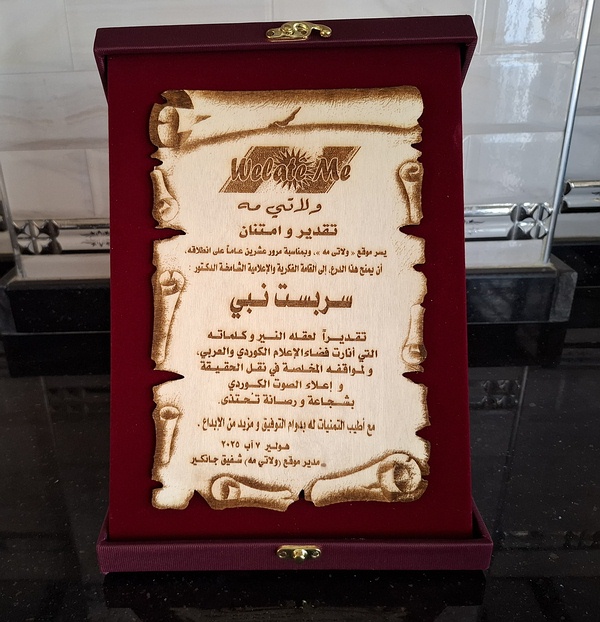 Welate Me
ولاتي مه
تقدير و امتنان
يسر موقع « ولاتي مه »، وبمناسبة مرور عشرين عاماً على انطلاقه،
أن يمنح هذا الدرع، إلى القامة الفكرية والإعلامية الشامخة الدكتور :
سربست نبي
تقديراً لعقله النير و كلماته
التي أنارت فضاء الإعلام الكوردي والعربي،
و لمواقفه المخلصة في نقل الحقيقة
و إعلاء الصوت الكوردي
بشجاعة و رصانة تحتذى.
مع أطيب التمنيات له بدوام التوفيق و مزيد من الإبداع .
هولير ٧ آب ٢٠٢٥
مدير موقع (ولاتي مه) شفيق جانكير